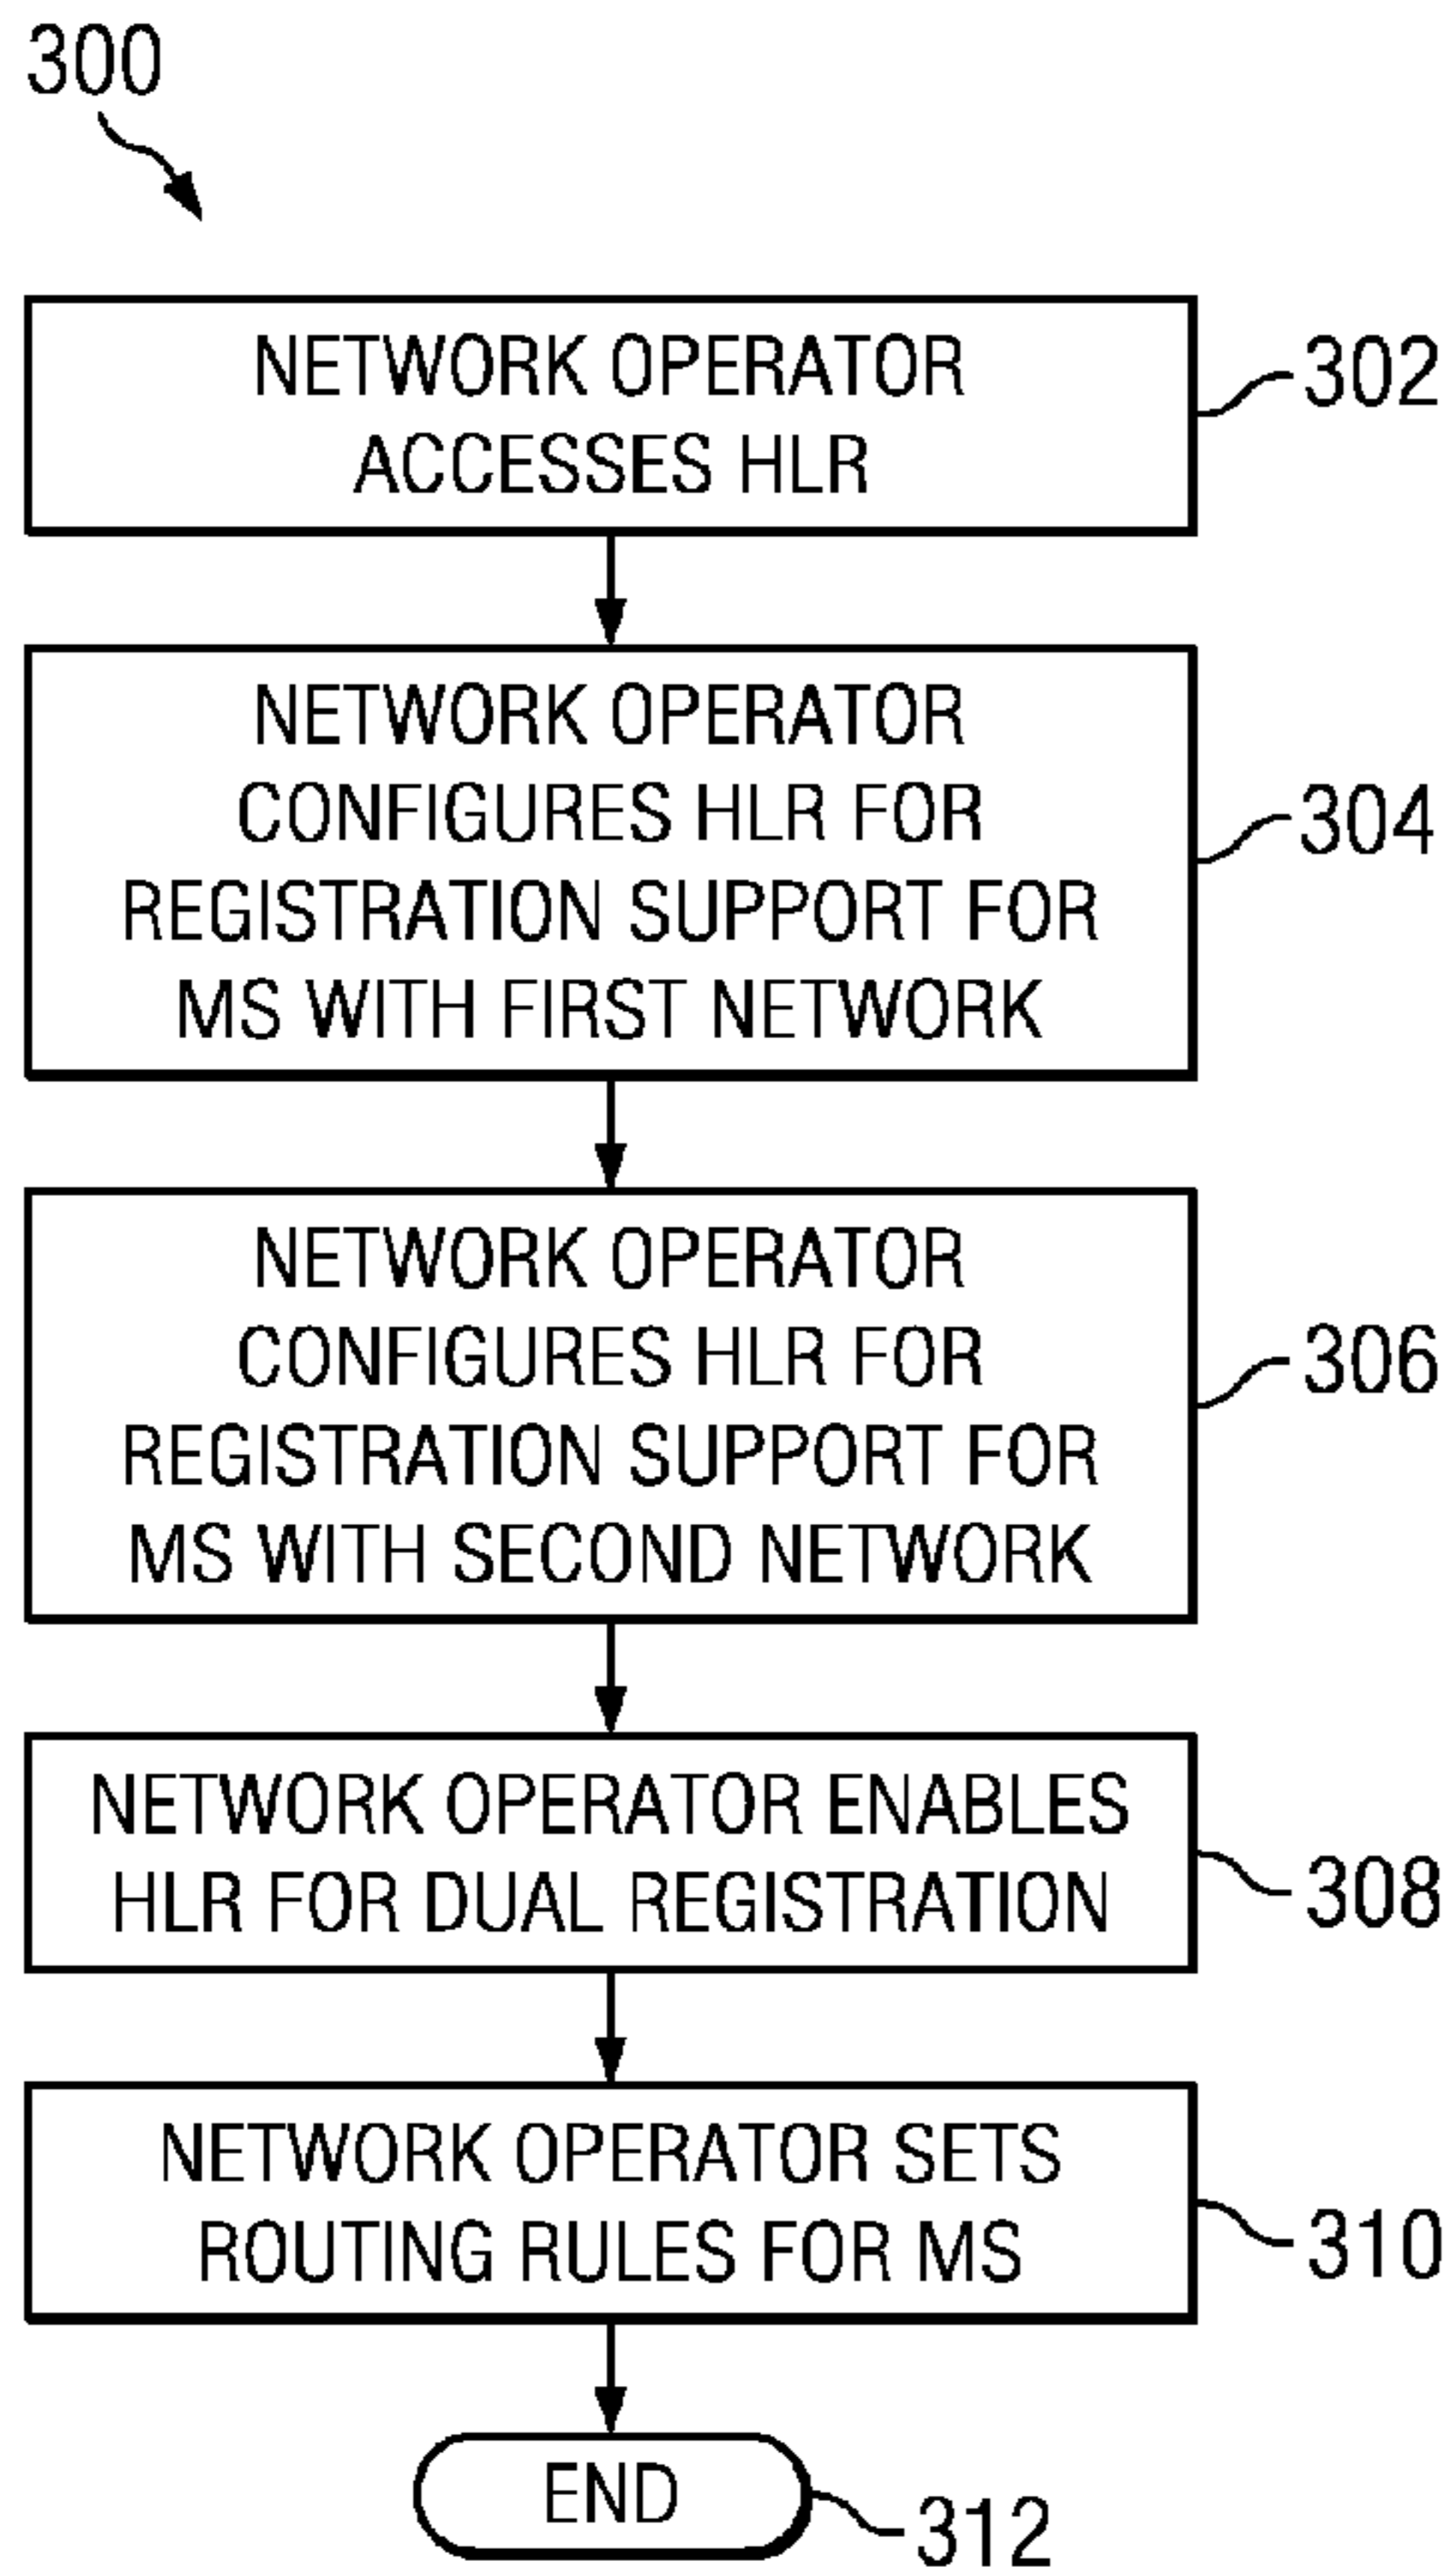 300
NETWORK OPERATOR
ACCESSES HLR
302
NETWORK OPERATOR
CONFIGURES HLR FOR
REGISTRATION SUPPORT FOR
MS WITH FIRST NETWORK
304
NETWORK OPERATOR
CONFIGURES HLR FOR
REGISTRATION SUPPORT FOR
MS WITH SECOND NETWORK
306
NETWORK OPERATOR ENABLES
HLR FOR DUAL REGISTRATION
308
NETWORK OPERATOR SETS
ROUTING RULES FOR MS
310
END
312